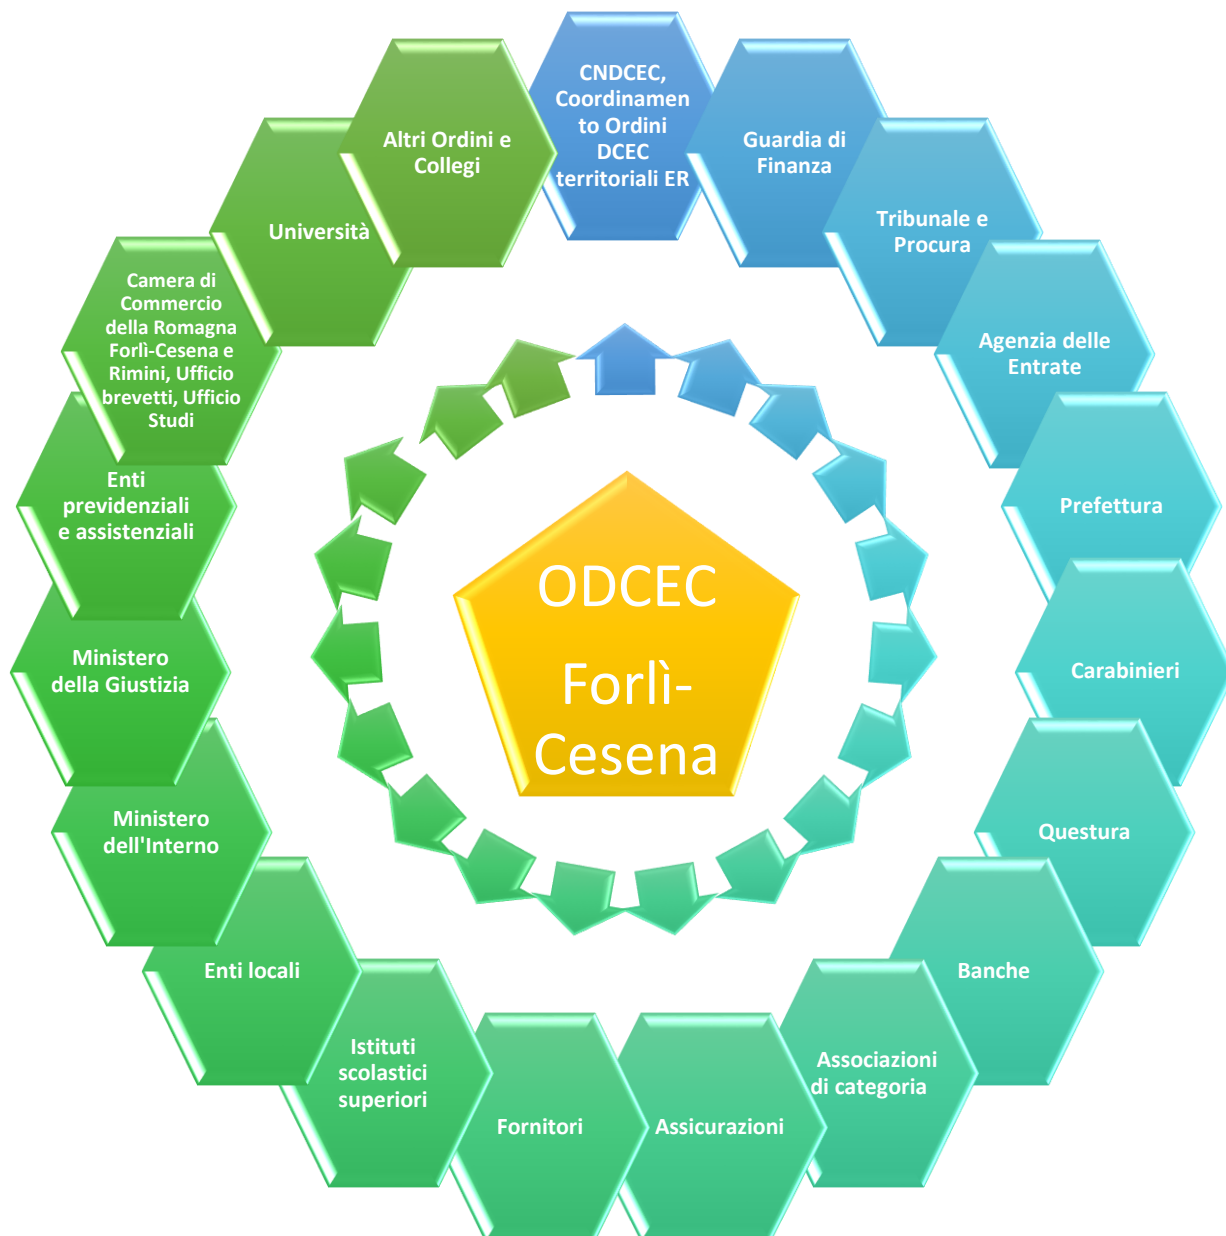 CNDCEC,
Coordinamen
to Ordini
DCEC
territoriali ER
Guardia di
Finanza
Tribunale e
Procura
Agenzia delle
Entrate
Prefettura
Carabinieri
Questura
Banche
Associazioni
di categoria
Assicurazioni
Fornitori
Istituti
scolastici
superiori
Enti locali
Ministero
dell'Interno
Ministero
della Giustizia
Enti
previdenziali
e assistenziali
Camera di
Commercio
della Romagna
Forlì-Cesena e
Rimini, Ufficio
brevetti, Ufficio
Studi
Università
Altri Ordini e
Collegi
ODCEC
Forlì-
Cesena